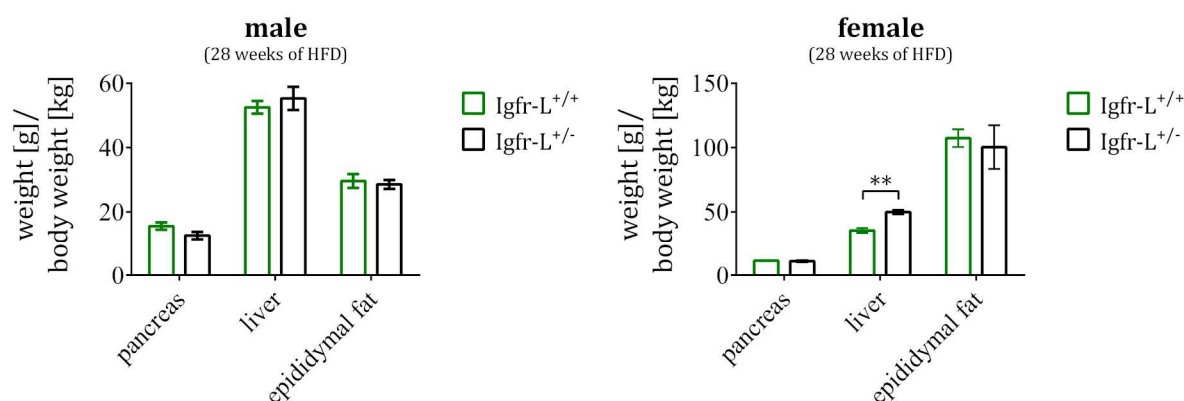 male
(28 weeks of HFD)
weight [g]/
body weight [kg]
60
40
20
0
pancreas
liver
epididymal fat
Igfr-L+/+
Igfr-L+/-
female
(28 weeks of HFD)
weight [g]/
body weight [kg]
150
100
50
0
**
pancreas
liver
epididymal fat
Igfr-L+/+
Igfr-L+/-